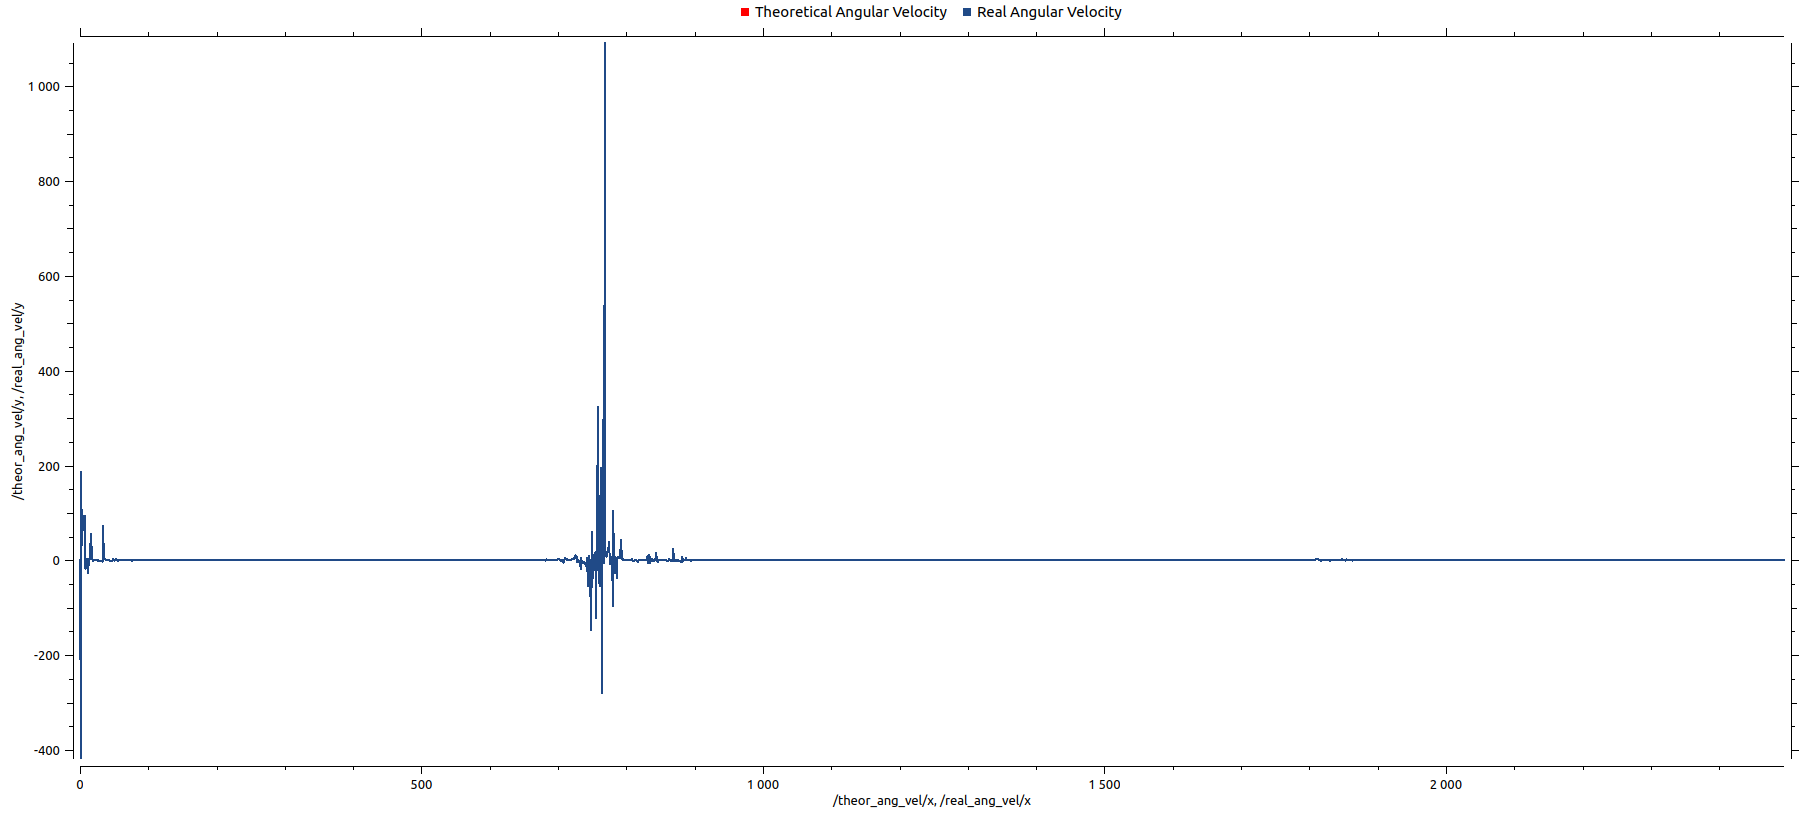 Theoretical Angular Velocity Real Angular Velocity
1 000
800
600
400
200
0
-200
-400
/theor_ang_vel/y, /real_ang_vel/y
0 500 1 000 1 500 2 000
/theor_ang_vel/x, /real_ang_vel/x